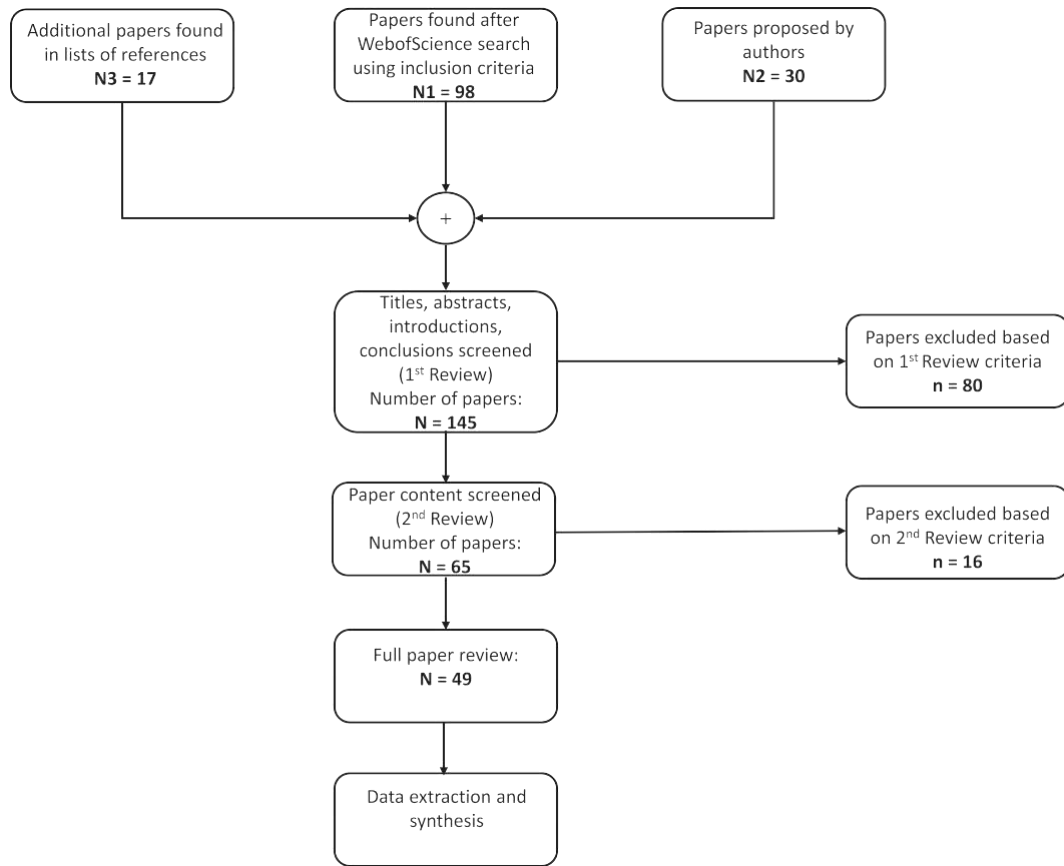 Additional papers found
in lists of references
N3 = 17
Papers found after
WebofScience search
using inclusion criteria
N1 = 98
Papers proposed by
authors
N2 = 30
+
Titles, abstracts,
introductions,
conclusions screened
(1st Review)
Number of papers:
N = 145
Papers excluded based
on 1st Review criteria
n = 80
Paper content screened
(2nd Review)
Number of papers:
N = 65
Papers excluded based
on 2nd Review criteria
n = 16
Full paper review:
N = 49
Data extraction and
synthesis